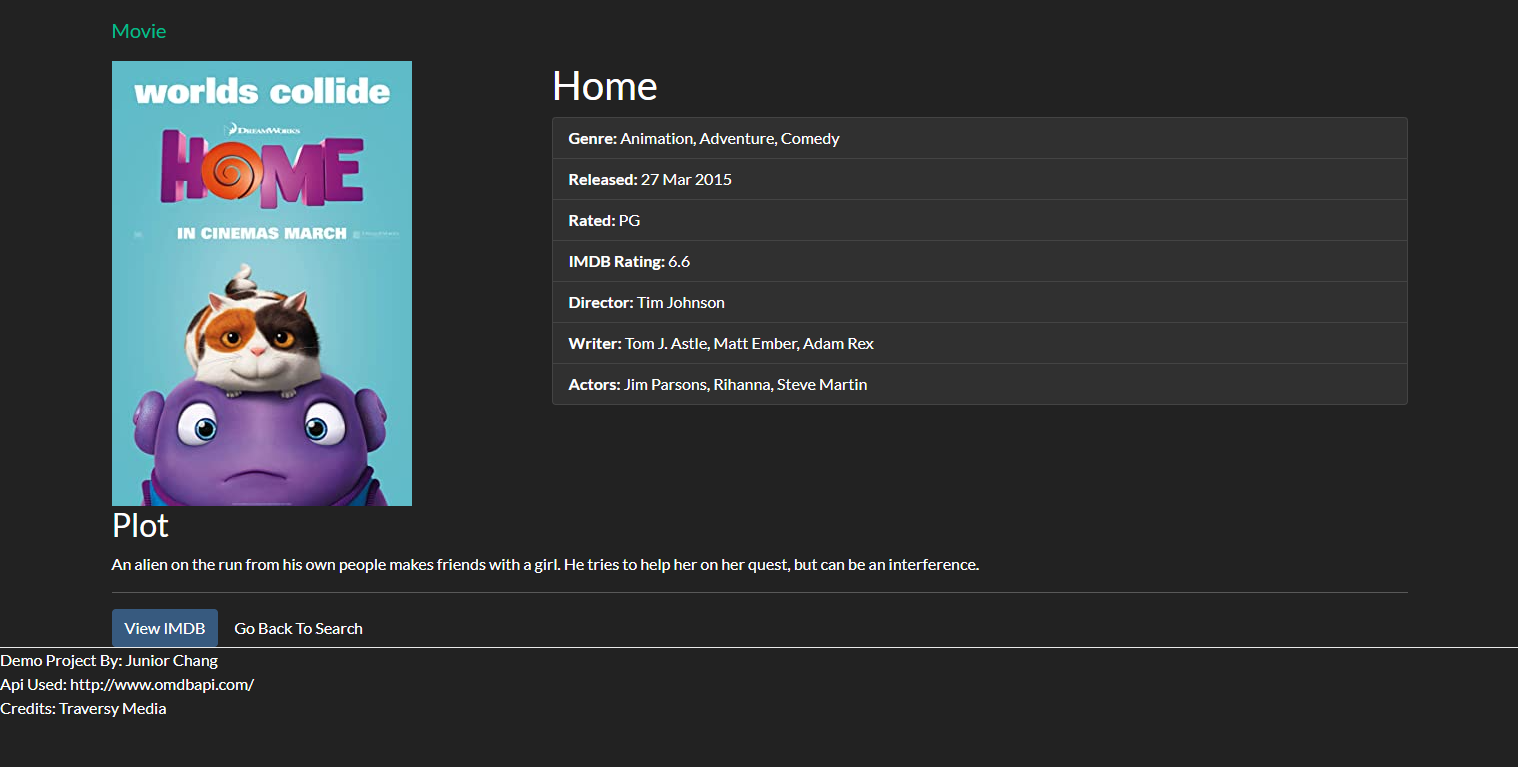 Movie
worlds collide
DREAMWORKS
HOME
IN CINEMAS MARCH
Home
Genre: Animation, Adventure, Comedy
Released: 27 Mar 2015
Rated: PG
IMDB Rating: 6.6
Director: Tim Johnson
Writer: Tom J. Astle, Matt Ember, Adam Rex
Actors: Jim Parsons, Rihanna, Steve Martin
Plot
An alien on the run from his own people makes friends with a girl. He tries to help her on her quest, but can be an interference.
View IMDB Go Back To Search
Demo Project By: Junior Chang
Api Used: http://www.omdbapi.com/
Credits: Traversy Media